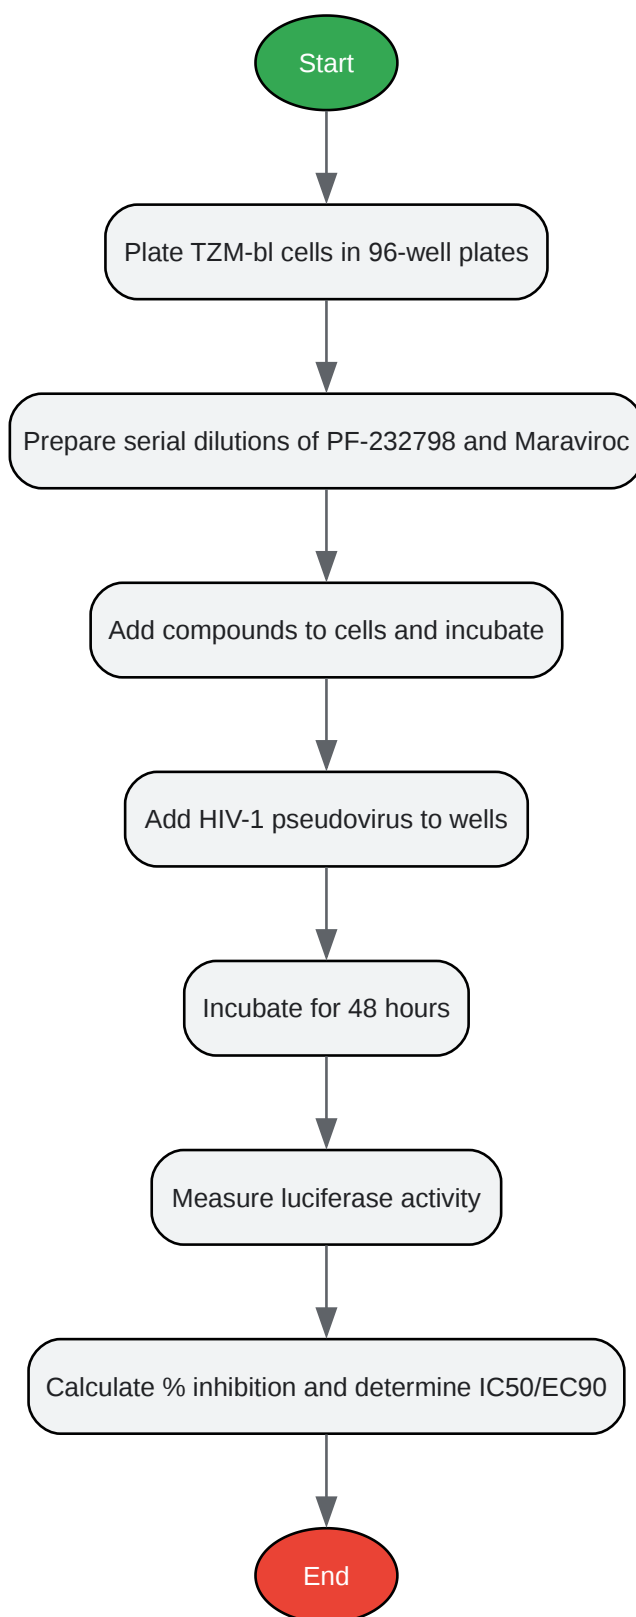 Start
Plate TZM-bl cells in 96-well plates
Prepare serial dilutions of PF-232798 and Maraviroc
Add compounds to cells and incubate
Add HIV-1 pseudovirus to wells
Incubate for 48 hours
Measure luciferase activity
Calculate % inhibition and determine IC50/EC90
End